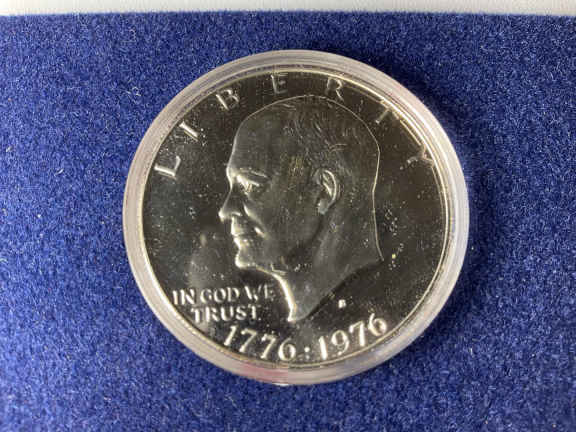 LIBERTY
IN GOD WE
TRUST
S
1776·1976